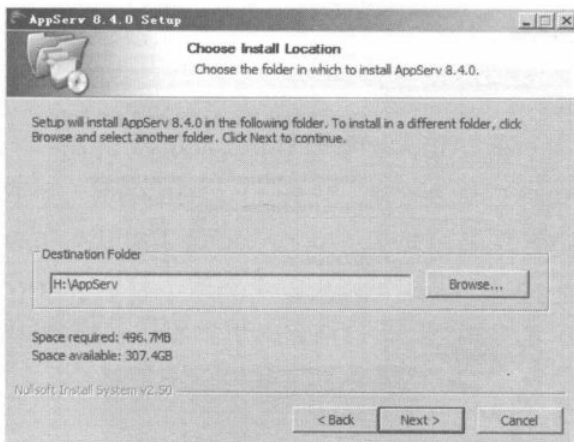 AppServ 8.4.0 Setup
Choose Install Location
Choose the folder in which to install AppServ 8.4.0.
Setup will install AppServ 8.4.0 in the following folder. To install in a different folder, click
Browse and select another folder. Click Next to continue.
Destination Folder
H:\AppServ
Browse...
Space required: 496.7MB
Space available: 307.4GB
Nullsoft Install System v2.50
< Back
Next >
Cancel